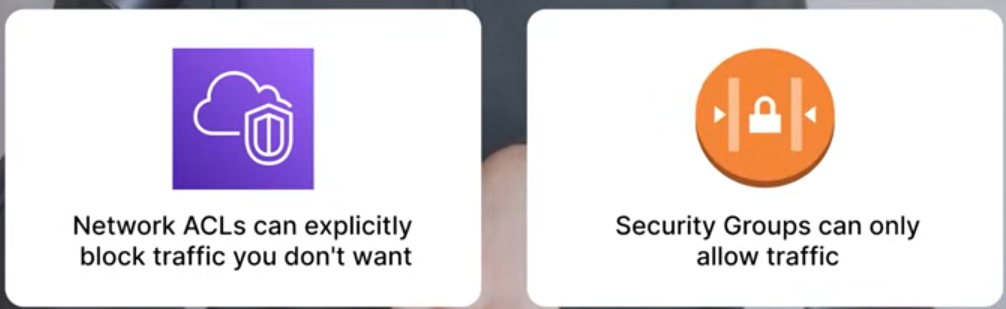 Network ACLs can explicitly
block traffic you don't want
Security Groups can only
allow traffic